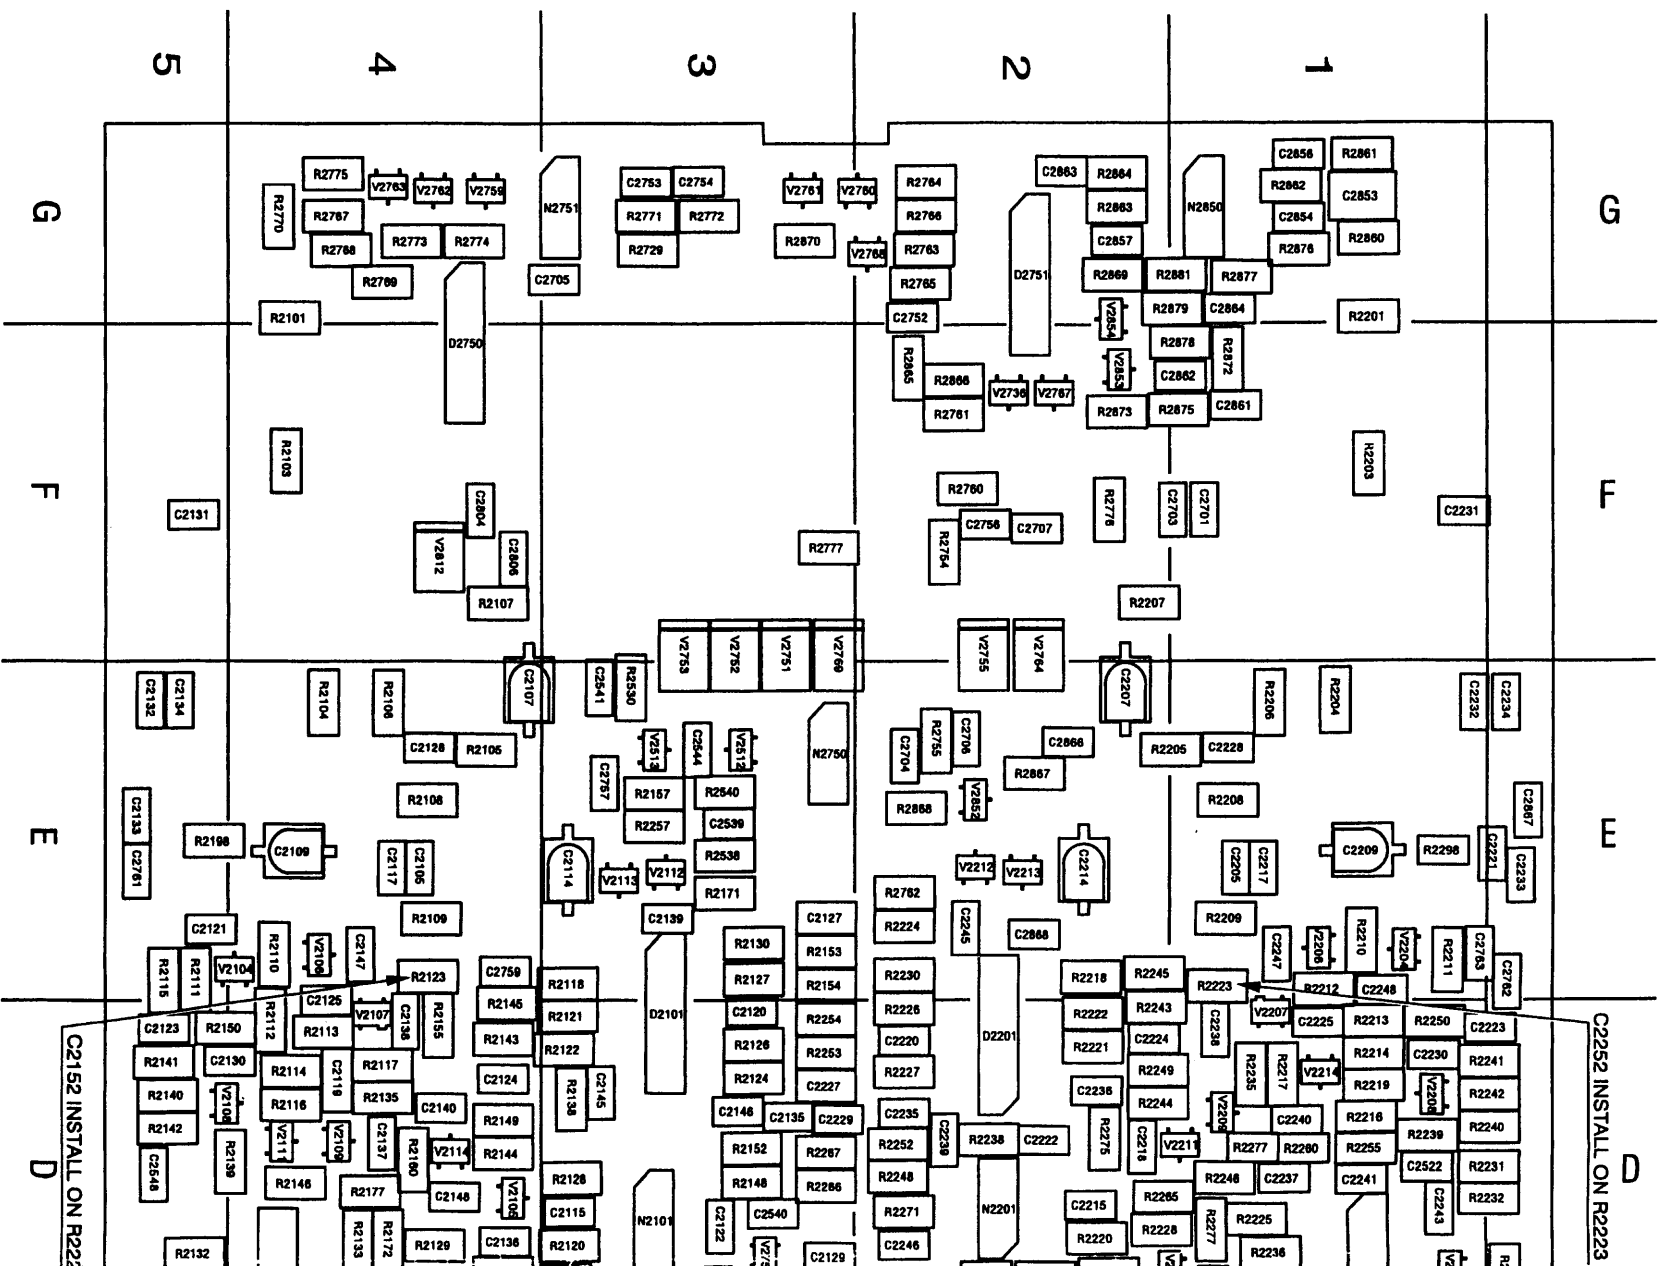 5 4 3 2 1
G G
R2775 V2763 V2762 V2759 C2753 C2754 V2761 V2760 R2764 C2863 R2864 C2856 R2861
R2770 R2767 N2751 R2771 R2772 R2766 R2863 N2850 R2862 C2853
C2854
R2768 R2773 R2774 R2729 R2870 V2768 R2763 C2857 R2876 R2860
R2769 C2705 R2765 D2751 R2869 R2881 R2877
R2101 C2752 V2854 R2879 C2864 R2201
D2750 R2865 R2866 V2736 V2767 V2853 R2878 R2872
C2862
R2761 R2873 R2875 C2861
R2103 R2203
F F
C2131 C2804 R2760 R2776 C2703 C2701 C2231
V2812 C2806 R2777 R2754 C2756 C2707
R2107 R2207
V2753 V2752 V2751 V2769 V2755 V2764
C2132 C2134 R2104 R2106 C2107 C2541 R2530 C2207 R2206 R2204 C2232 C2234
C2128 R2105 V2513 C2544 V2512 N2750 C2704 R2755 C2706 C2866 R2205 C2228
C2757 R2867
R2108 R2157 R2540 R2868 V2852 R2208 C2867
E E
C2133 R2257 C2539
R2198 C2109 R2538 C2209 R2298 C2221
C2761 C2117 C2105 C2114 V2113 V2112 V2212 V2213 C2214 C2205 C2217 C2233
R2171 R2762
R2109 C2139 C2127 R2224 C2245 C2868 R2209
C2121 R2110 V2106 C2147 R2130 R2153 C2247 V2206 R2210 V2204 R2211 C2763
R2115 R2111 V2104 R2123 C2759 R2118 R2127 R2154 R2230 R2218 R2245 R2223 R2212 C2248 C2762
C2125 R2145
C2123 R2150 R2112 R2113 V2107 C2138 R2155 R2121 D2101 C2120 R2254 R2226 D2201 R2222 R2243 C2238 V2207 C2225 R2213 R2250 C2223
R2143 R2122 R2126 R2253 C2220 R2221 C2224 R2214 C2230 R2241
R2141 C2130 R2114 C2119 R2117 C2124 R2124 C2227 R2227 R2249 R2235 R2217 V2214 R2219
R2140 V2108 R2116 R2135 C2140 R2138 C2145 C2236 R2244 V2208 R2242
R2149 C2146 C2135 C2229 C2235 V2209 C2240 R2216
R2142 V2111 V2109 C2137 R2160 V2114 R2144 R2152 R2267 R2252 C2239 R2238 C2222 R2275 C2218 V2211 R2277 R2260 R2255 R2239 R2240
D D
C2548 R2139 R2146 R2177 C2148 V2105 R2128 R2148 R2266 R2248 R2265 R2246 C2237 C2241 C2522 R2231
C2115 N2101 C2122 C2540 R2271 N2201 C2215 R2225 C2243 R2232
R2132 R2133 R2172 R2129 C2136 R2120 C2129 C2246 R2220 R2228 R2277 R2236
C2152 INSTALL ON R222
C2252 INSTALL ON R2223